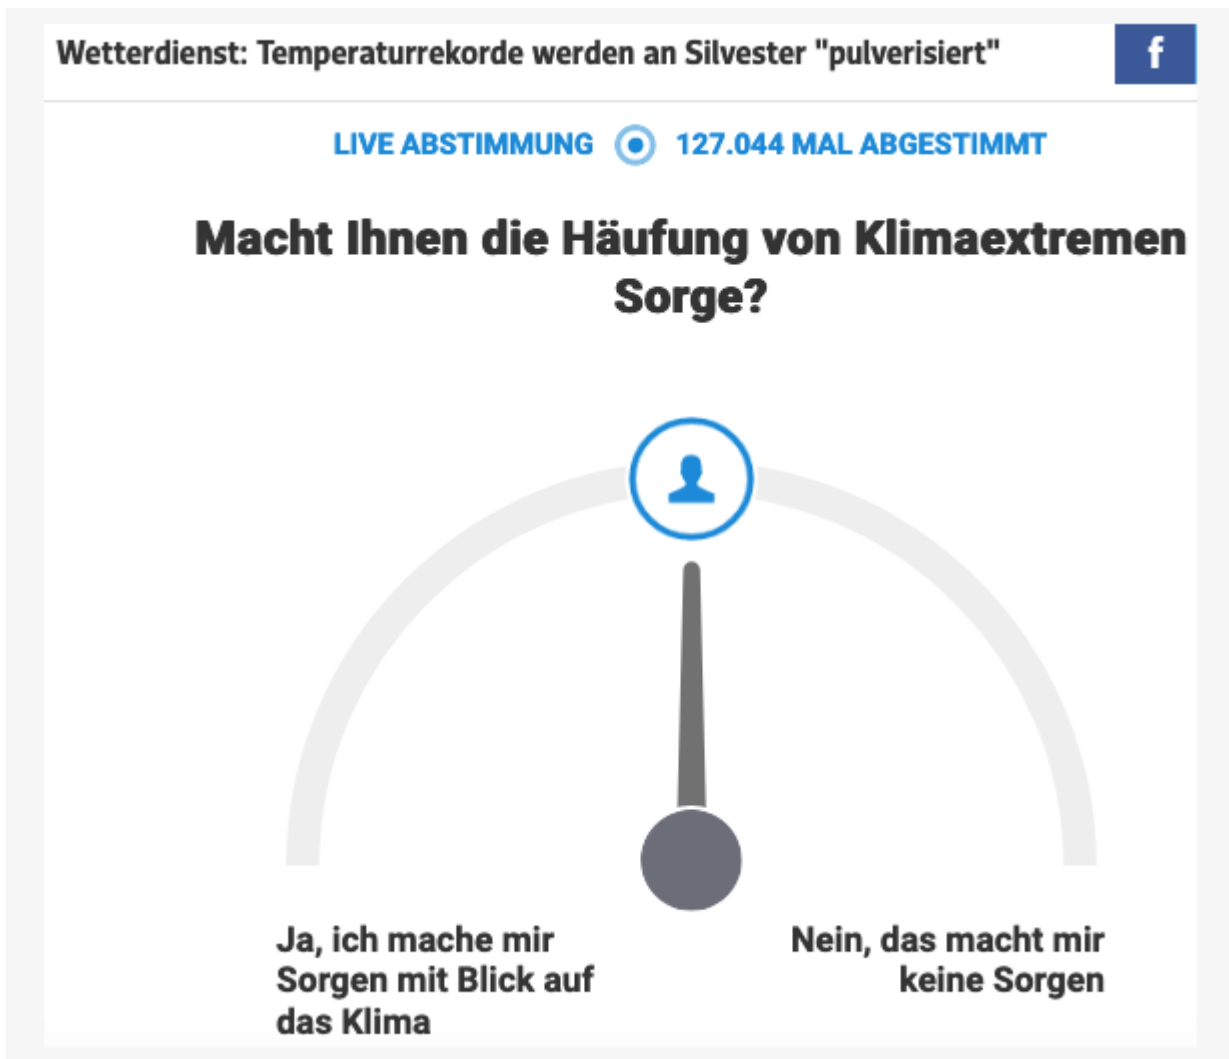 Wetterdienst: Temperaturrekorde werden an Silvester "pulverisiert"
f
LIVE ABSTIMMUNG 127.044 MAL ABGESTIMMT
Macht Ihnen die Häufung von Klimaextremen
Sorge?
Ja, ich mache mir
Sorgen mit Blick auf
das Klima
Nein, das macht mir
keine Sorgen